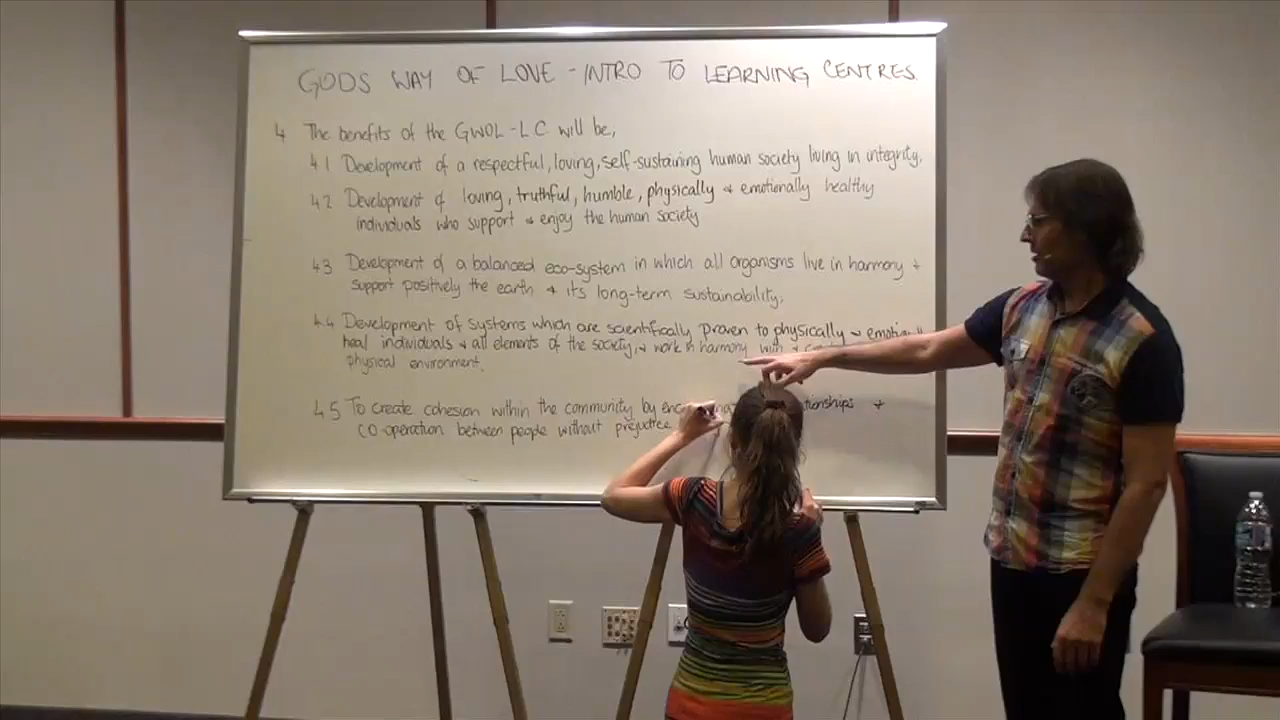 GODS WAY OF LOVE - INTRO TO LEARNING CENTRES
4 The benefits of the GWOL-LC will be,
4.1 Development of a respectful, loving, self-sustaining human society living in integrity.
4.2 Development of loving, truthful, humble, physically + emotionally healthy
individuals who support + enjoy the human society
4.3 Development of a balanced eco-system in which all organisms live in harmony +
support positively the earth + its long-term sustainability,
4.4 Development of systems which are scientifically proven to physically +
heal individuals + all elements of the society, + work in harmony with +
physical environment.
4.5 To create cohesion within the community by +
co-operation between people without prejudice